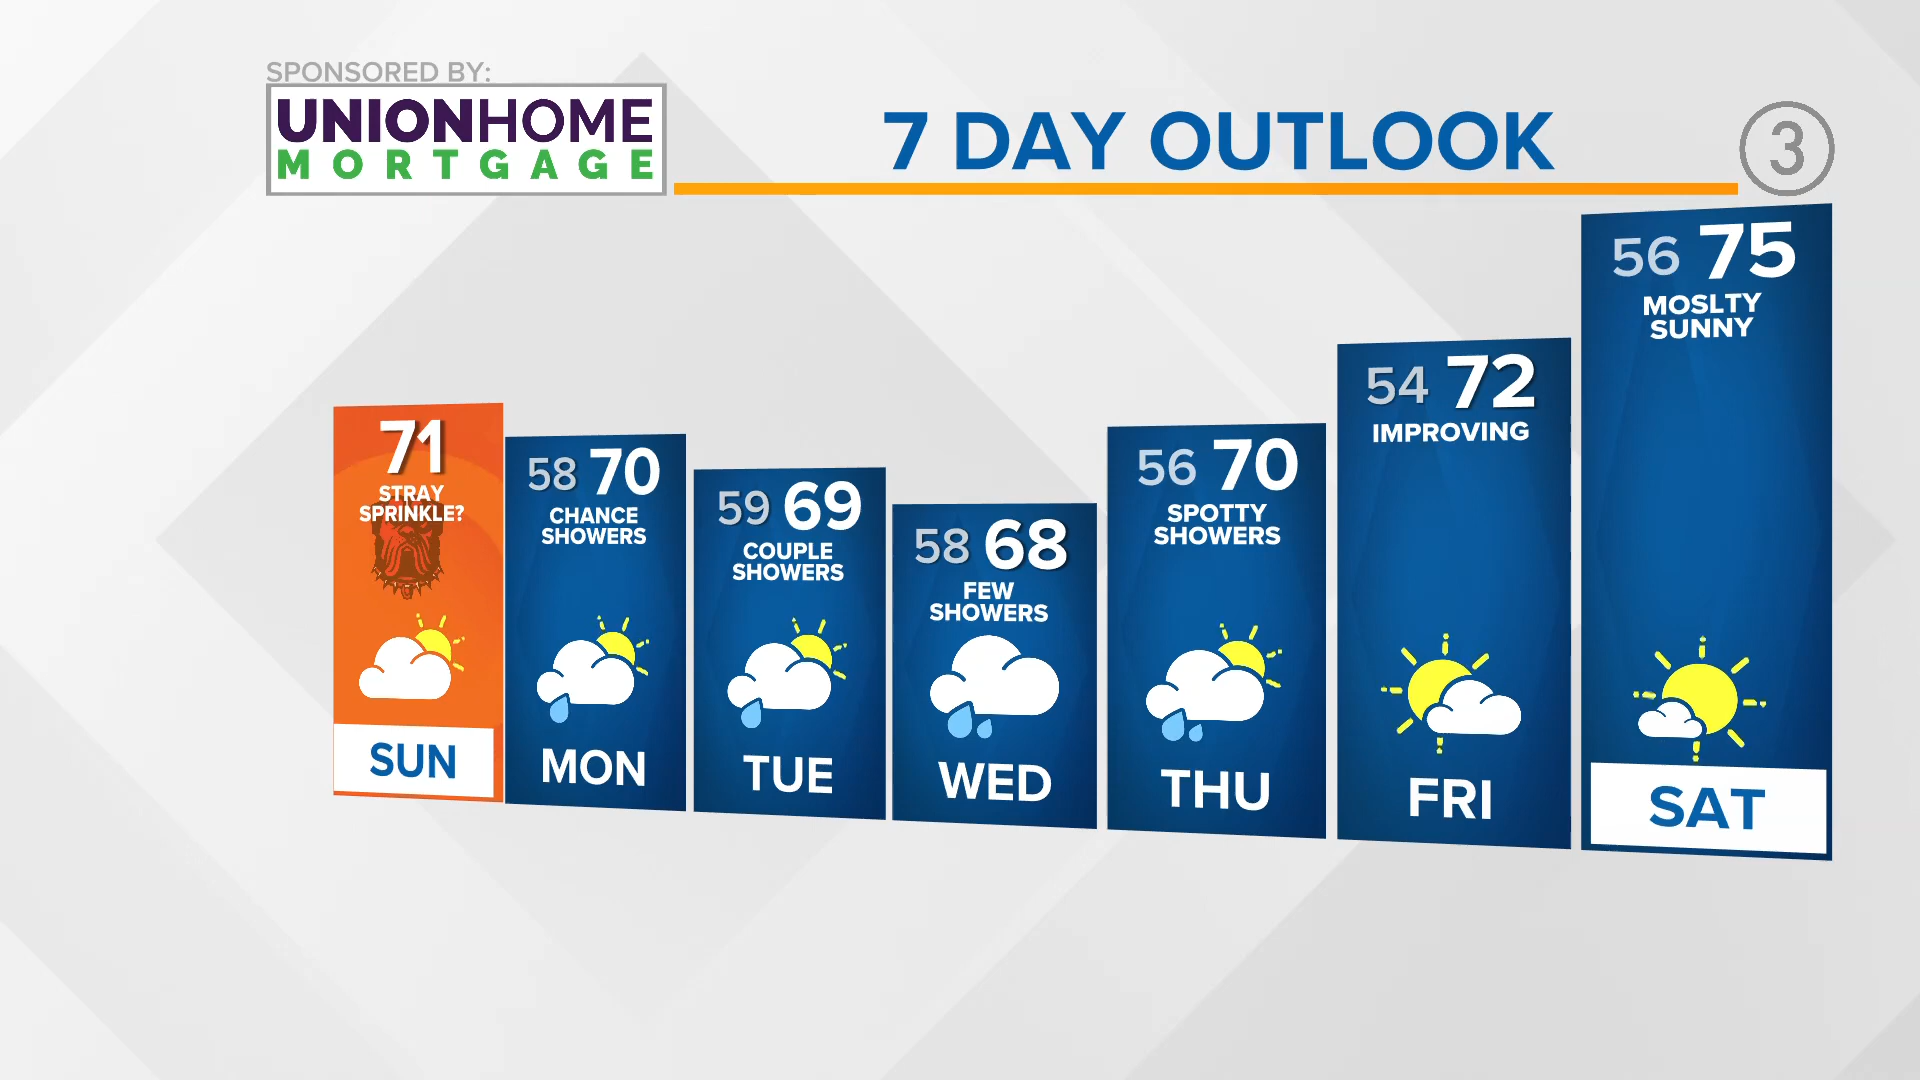 SPONSORED BY:
UNIONHOME
MORTGAGE
7 DAY OUTLOOK
3
71
STRAY
SPRINKLE?
SUN
58 70
CHANCE
SHOWERS
MON
59 69
COUPLE
SHOWERS
TUE
58 68
FEW
SHOWERS
WED
56 70
SPOTTY
SHOWERS
THU
54 72
IMPROVING
FRI
56 75
MOSLTY
SUNNY
SAT